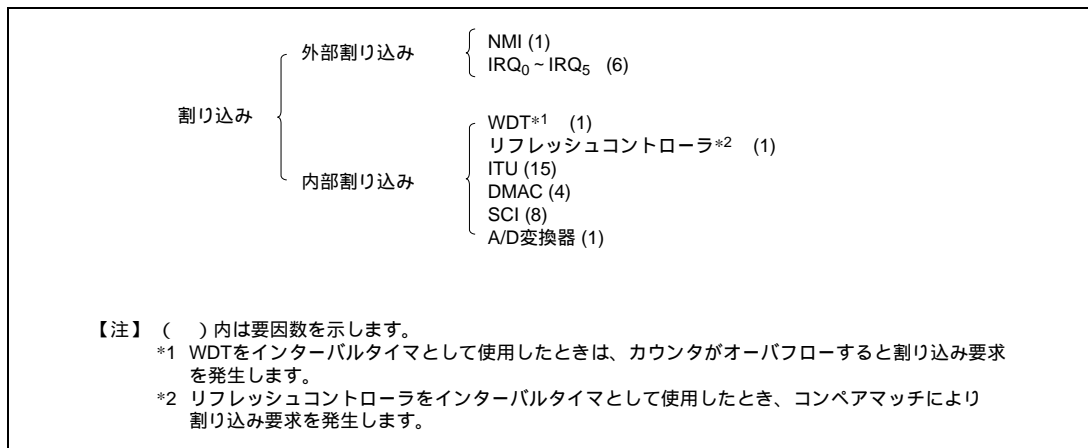 外部割り込み
NMI (1)
IRQ0 ~ IRQ5 (6)
割り込み
内部割り込み
WDT*1 (1)
リフレッシュコントローラ*2 (1)
ITU (15)
DMAC (4)
SCI (8)
A/D変換器 (1)
【注】 ( )内は要因数を示します。
*1 WDTをインターバルタイマとして使用したときは、カウンタがオーバフローすると割り込み要求
を発生します。
*2 リフレッシュコントローラをインターバルタイマとして使用したとき、コンペアマッチにより
割り込み要求を発生します。